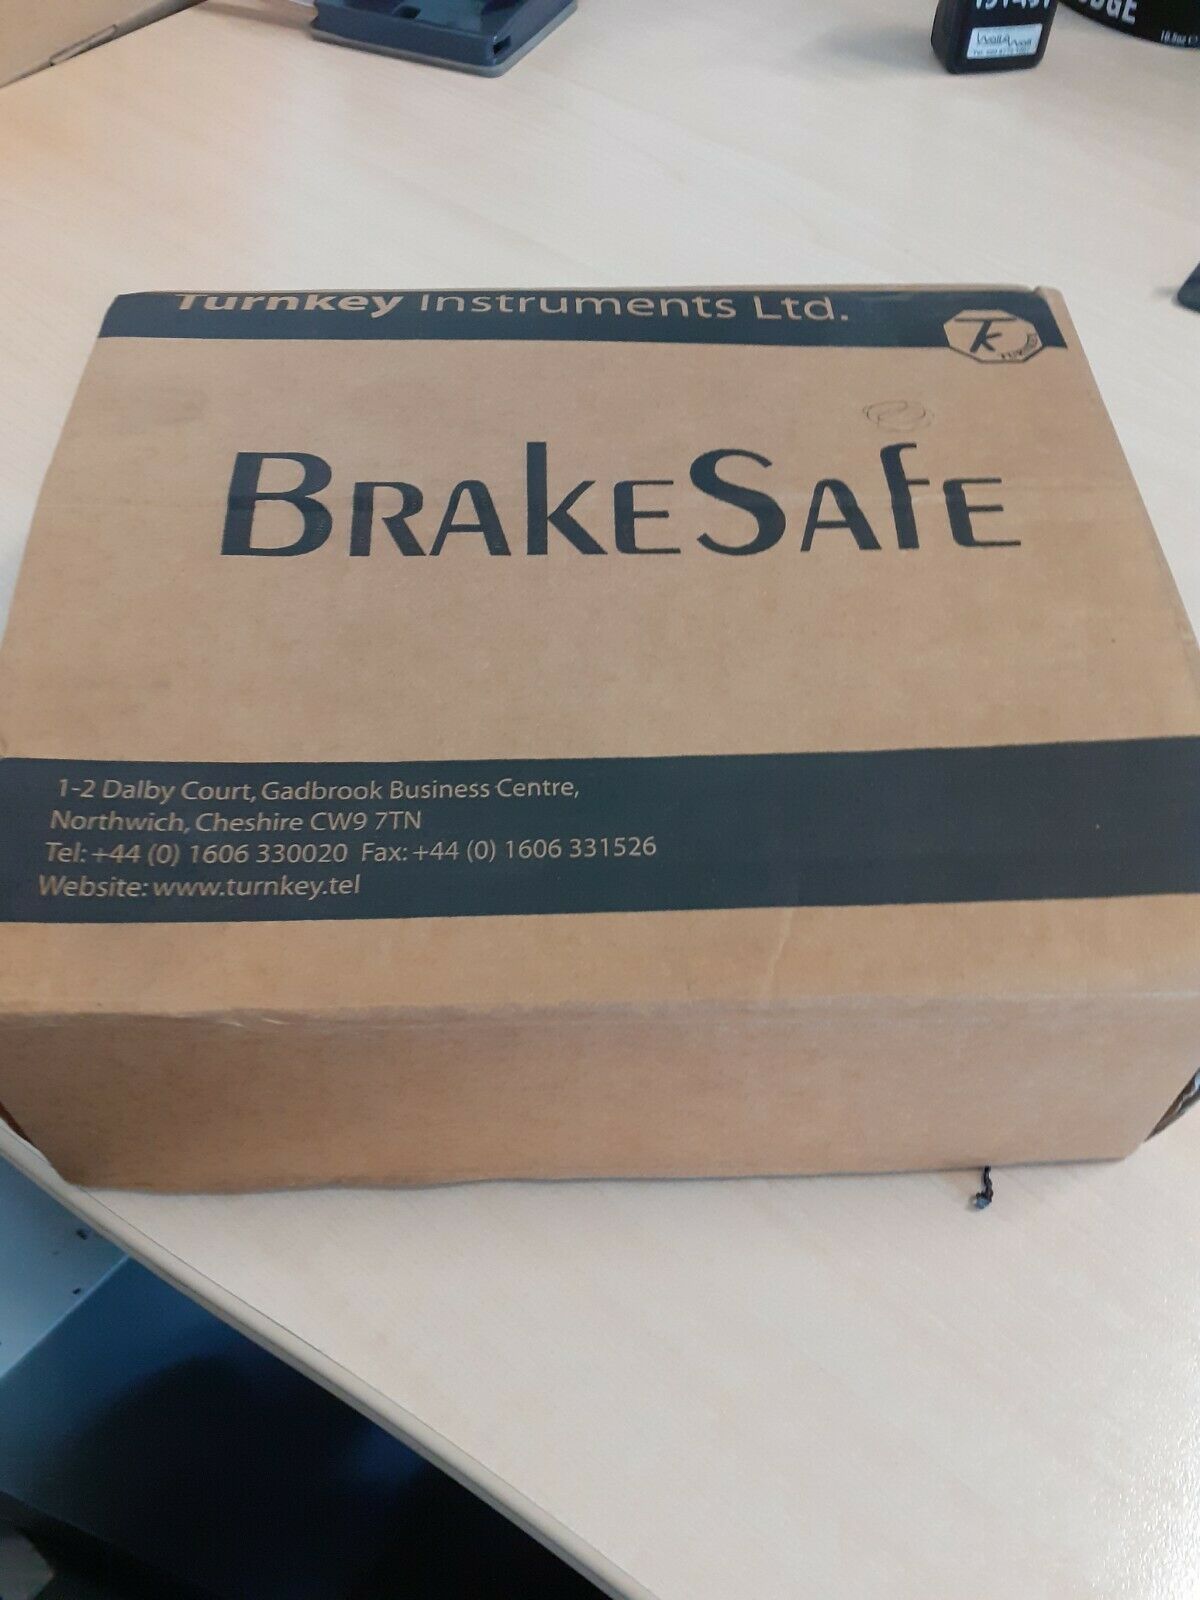 Turnkey Instruments Ltd.
TK
BRAKESAFE
1-2 Dalby Court, Gadbrook Business Centre,
Northwich, Cheshire CW9 7TN
Tel: +44 (0) 1606 330020 Fax: +44 (0) 1606 331526
Website: www.turnkey.tel